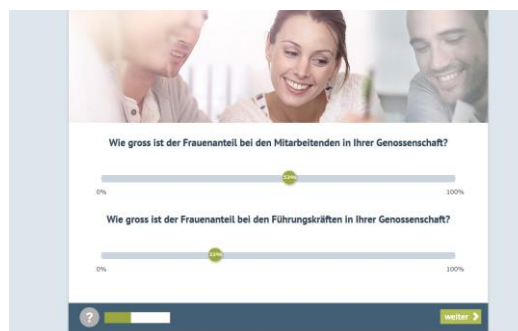 Wie gross ist der Frauenanteil bei den Mitarbeitenden in Ihrer Genossenschaft?
53%
0% 100%
Wie gross ist der Frauenanteil bei den Führungskräften in Ihrer Genossenschaft?
0% 100%
? weiter